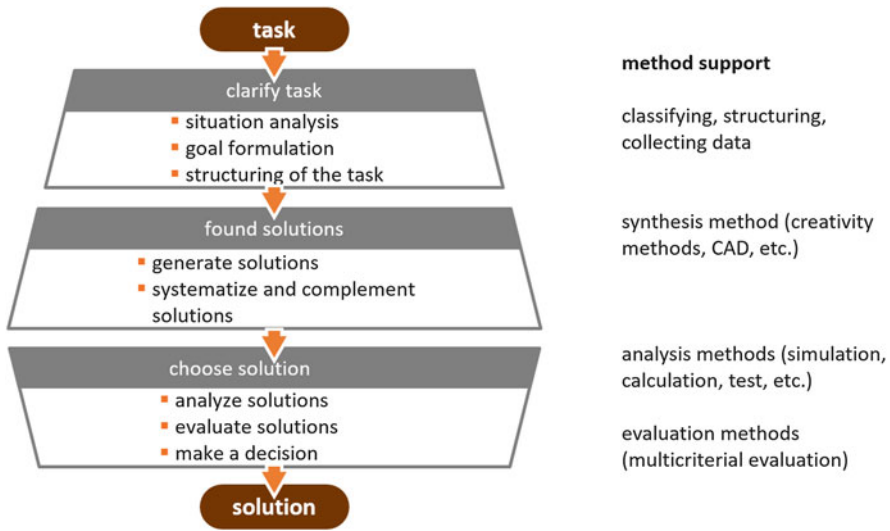 task
clarify task
▪ situation analysis
▪ goal formulation
▪ structuring of the task
found solutions
▪ generate solutions
▪ systematize and complement
solutions
choose solution
▪ analyze solutions
▪ evaluate solutions
▪ make a decision
solution
method support
classifying, structuring,
collecting data
synthesis method (creativity
methods, CAD, etc.)
analysis methods (simulation,
calculation, test, etc.)
evaluation methods
(multicriterial evaluation)